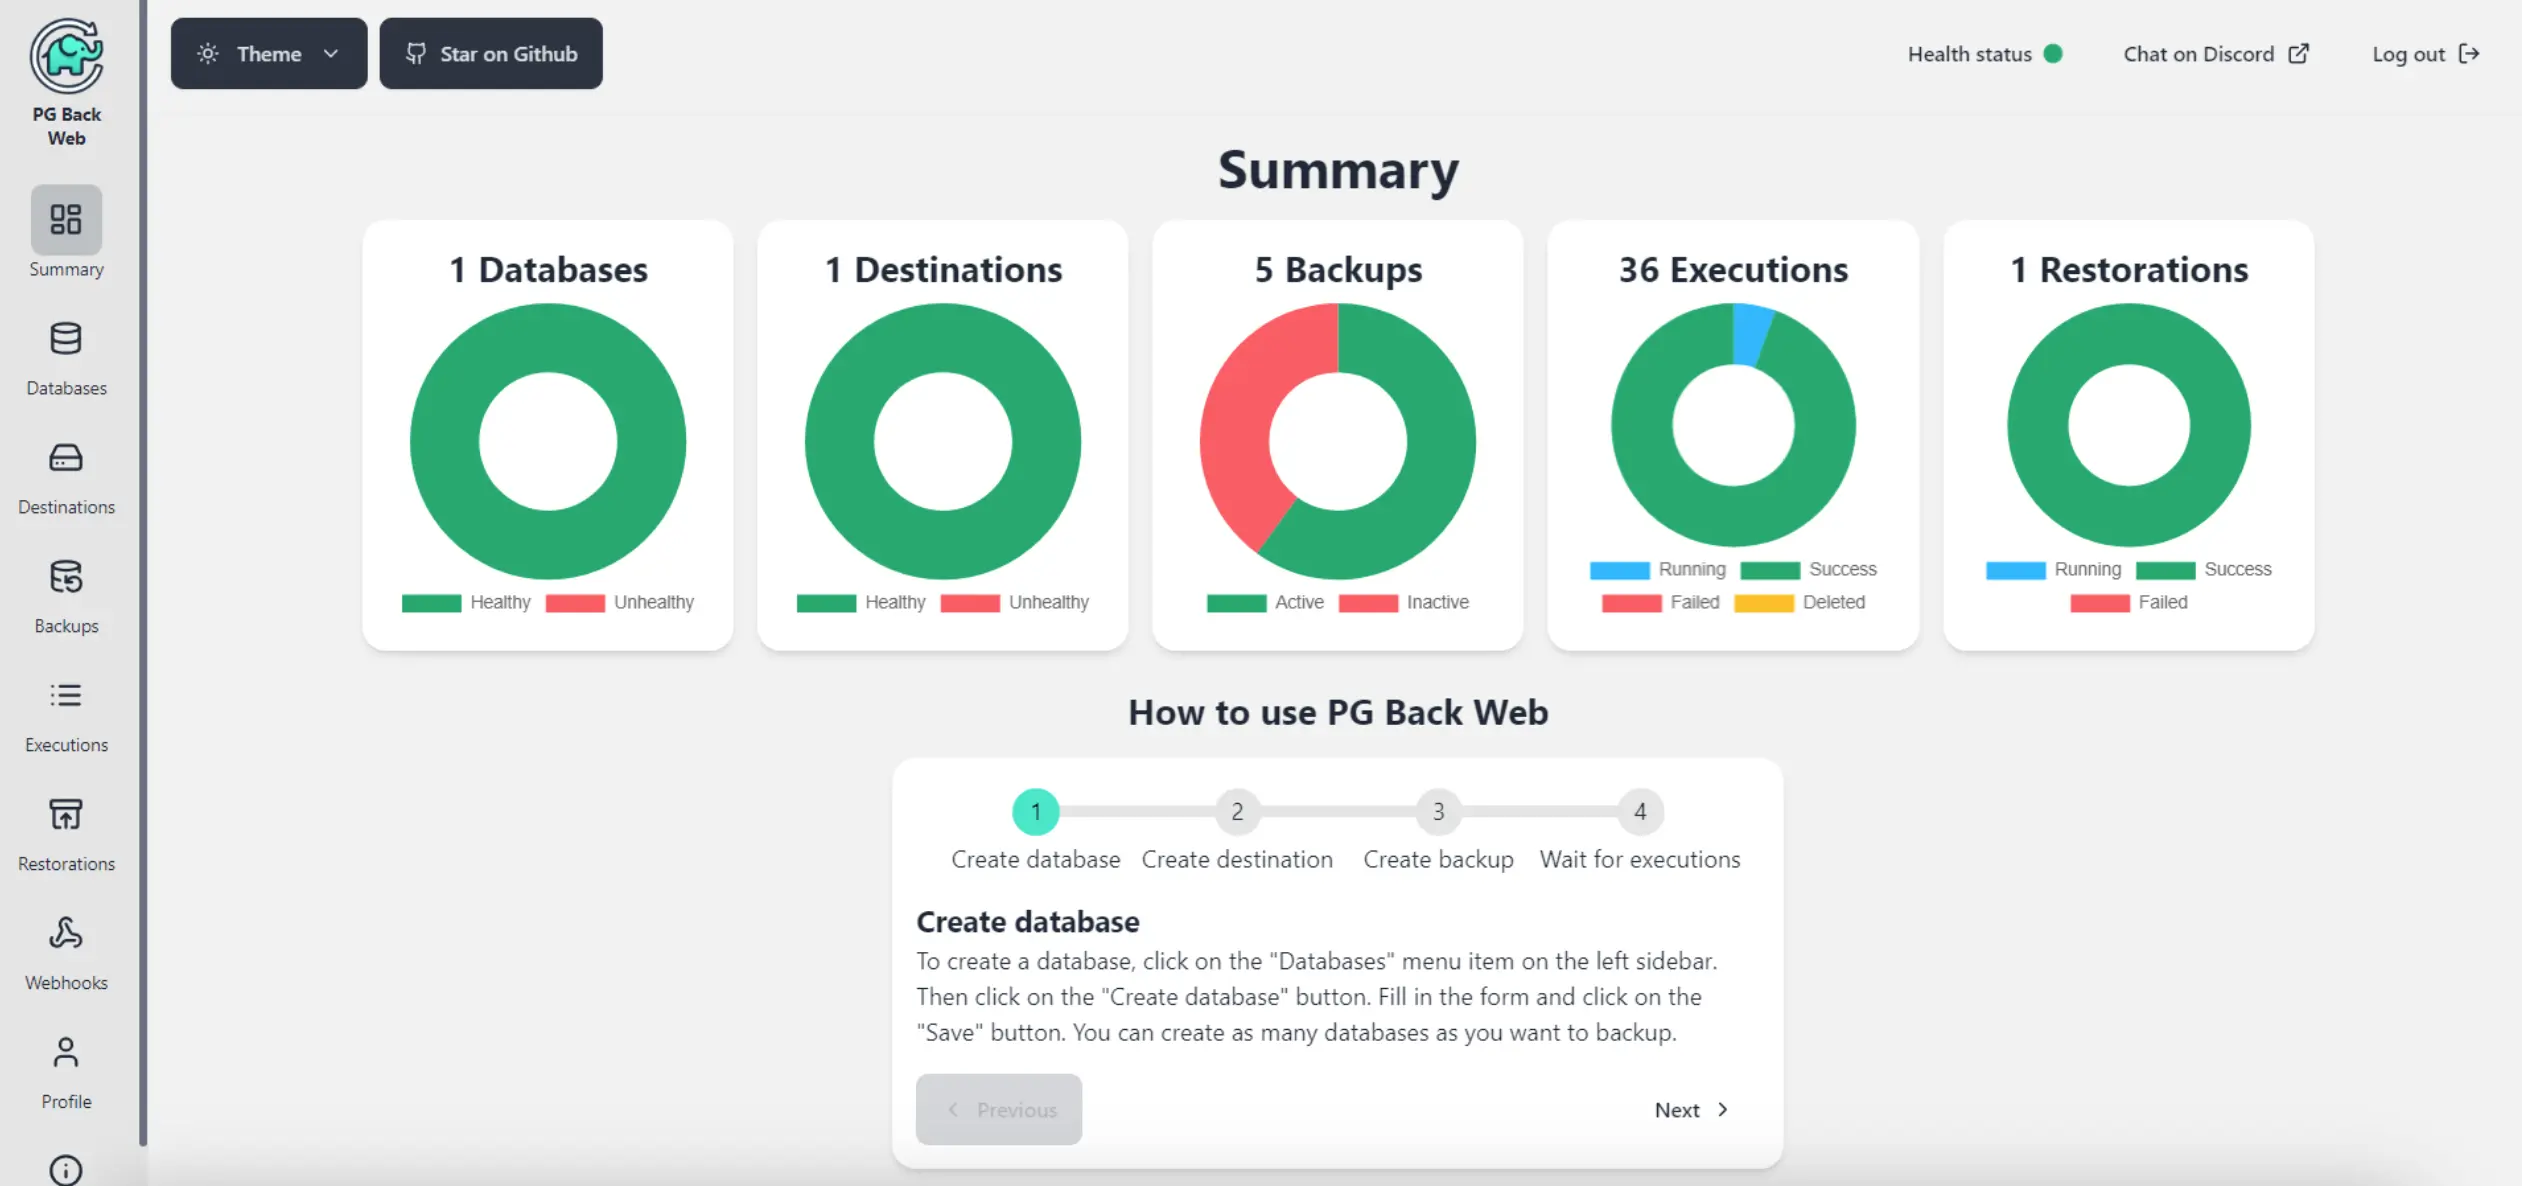 PG Back
Web
Theme
Star on Github
Health status
Chat on Discord
Log out
Summary
Databases
Destinations
Backups
Executions
Restorations
Webhooks
Profile
Summary
1 Databases
Healthy Unhealthy
1 Destinations
Healthy Unhealthy
5 Backups
Active Inactive
36 Executions
Running Success
Failed Deleted
1 Restorations
Running Success
Failed
How to use PG Back Web
1 2 3 4
Create database Create destination Create backup Wait for executions
Create database
To create a database, click on the "Databases" menu item on the left sidebar.
Then click on the "Create database" button. Fill in the form and click on the
"Save" button. You can create as many databases as you want to backup.
Previous
Next